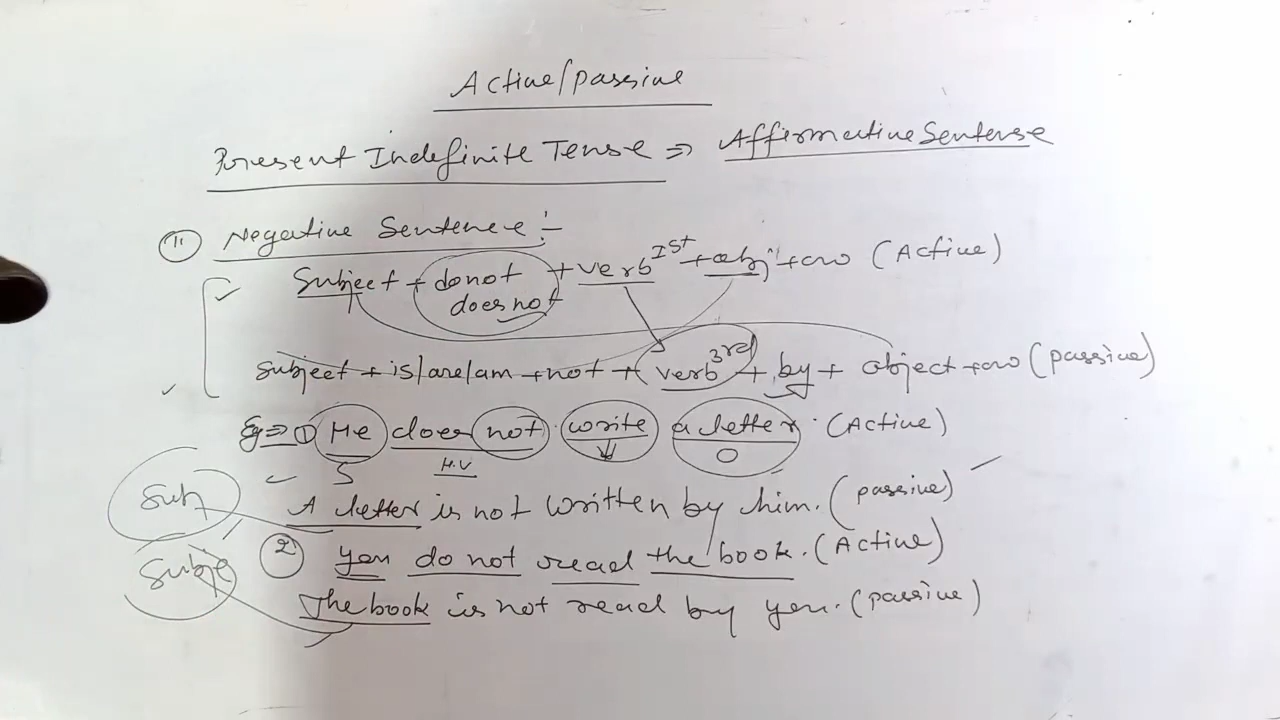 Active/Passive
Present Indefinite Tense ⇒ Affirmative Sentense
(ii) Negative Sentence :-
Subject + do not + verb Ist + obj + wo (Active)
does not
Subject + is/are/am + not + verb 3rd + by + object + wo (passive)
Eg ⇒ ① He does not write a letter. (Active)
S H.V V O
Sub A letter is not written by him. (passive)
② You do not read the book. (Active)
Subje The book is not read by you. (passive)